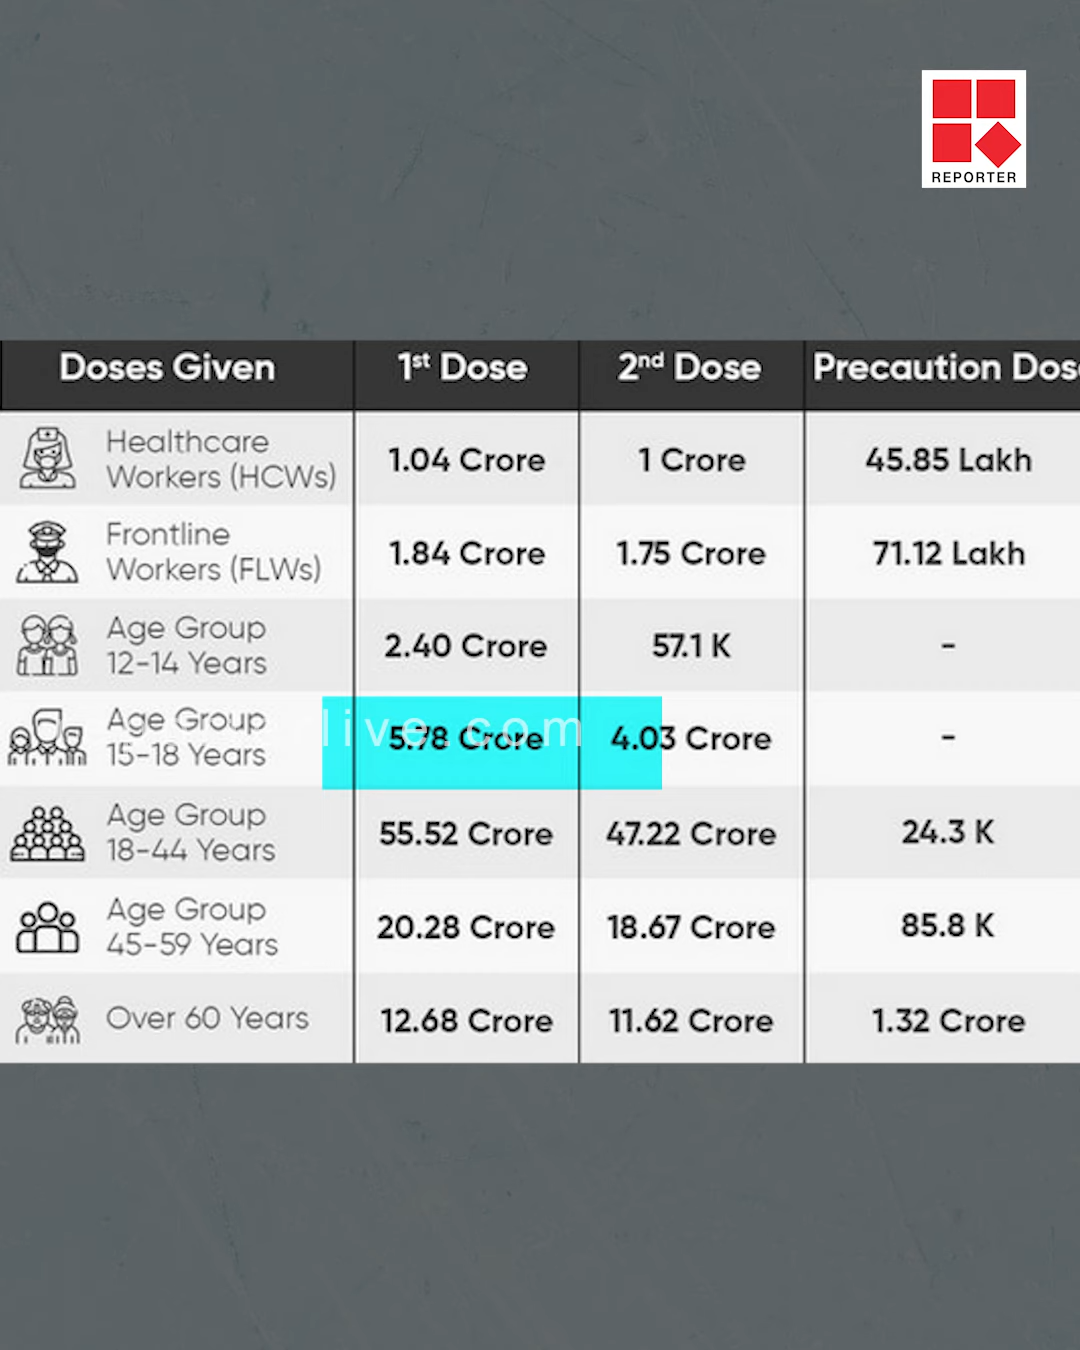 REPORTER
Doses Given 1st Dose 2nd Dose Precaution Dose
Healthcare
Workers (HCWs) 1.04 Crore 1 Crore 45.85 Lakh
Frontline
Workers (FLWs) 1.84 Crore 1.75 Crore 71.12 Lakh
Age Group
12-14 Years 2.40 Crore 57.1 K -
Age Group
15-18 Years 5.78 Crore 4.03 Crore -
live.com
Age Group
18-44 Years 55.52 Crore 47.22 Crore 24.3 K
Age Group
45-59 Years 20.28 Crore 18.67 Crore 85.8 K
Over 60 Years 12.68 Crore 11.62 Crore 1.32 Crore